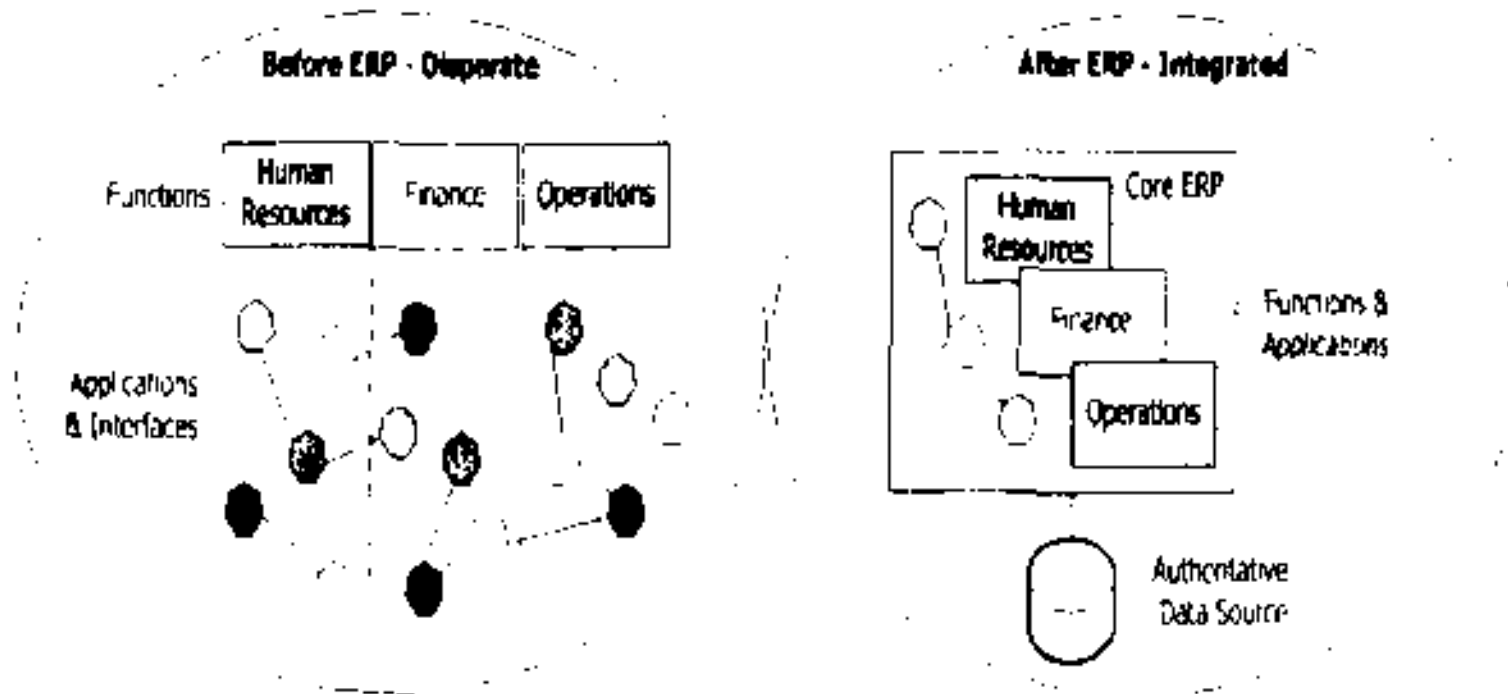 Before ERP - Disparate
Functions
Human
Resources
Finance
Operations
Applications
& Interfaces
After ERP - Integrated
Core ERP
Human
Resources
Finance
Operations
Functions &
Applications
Authoritative
Data Source